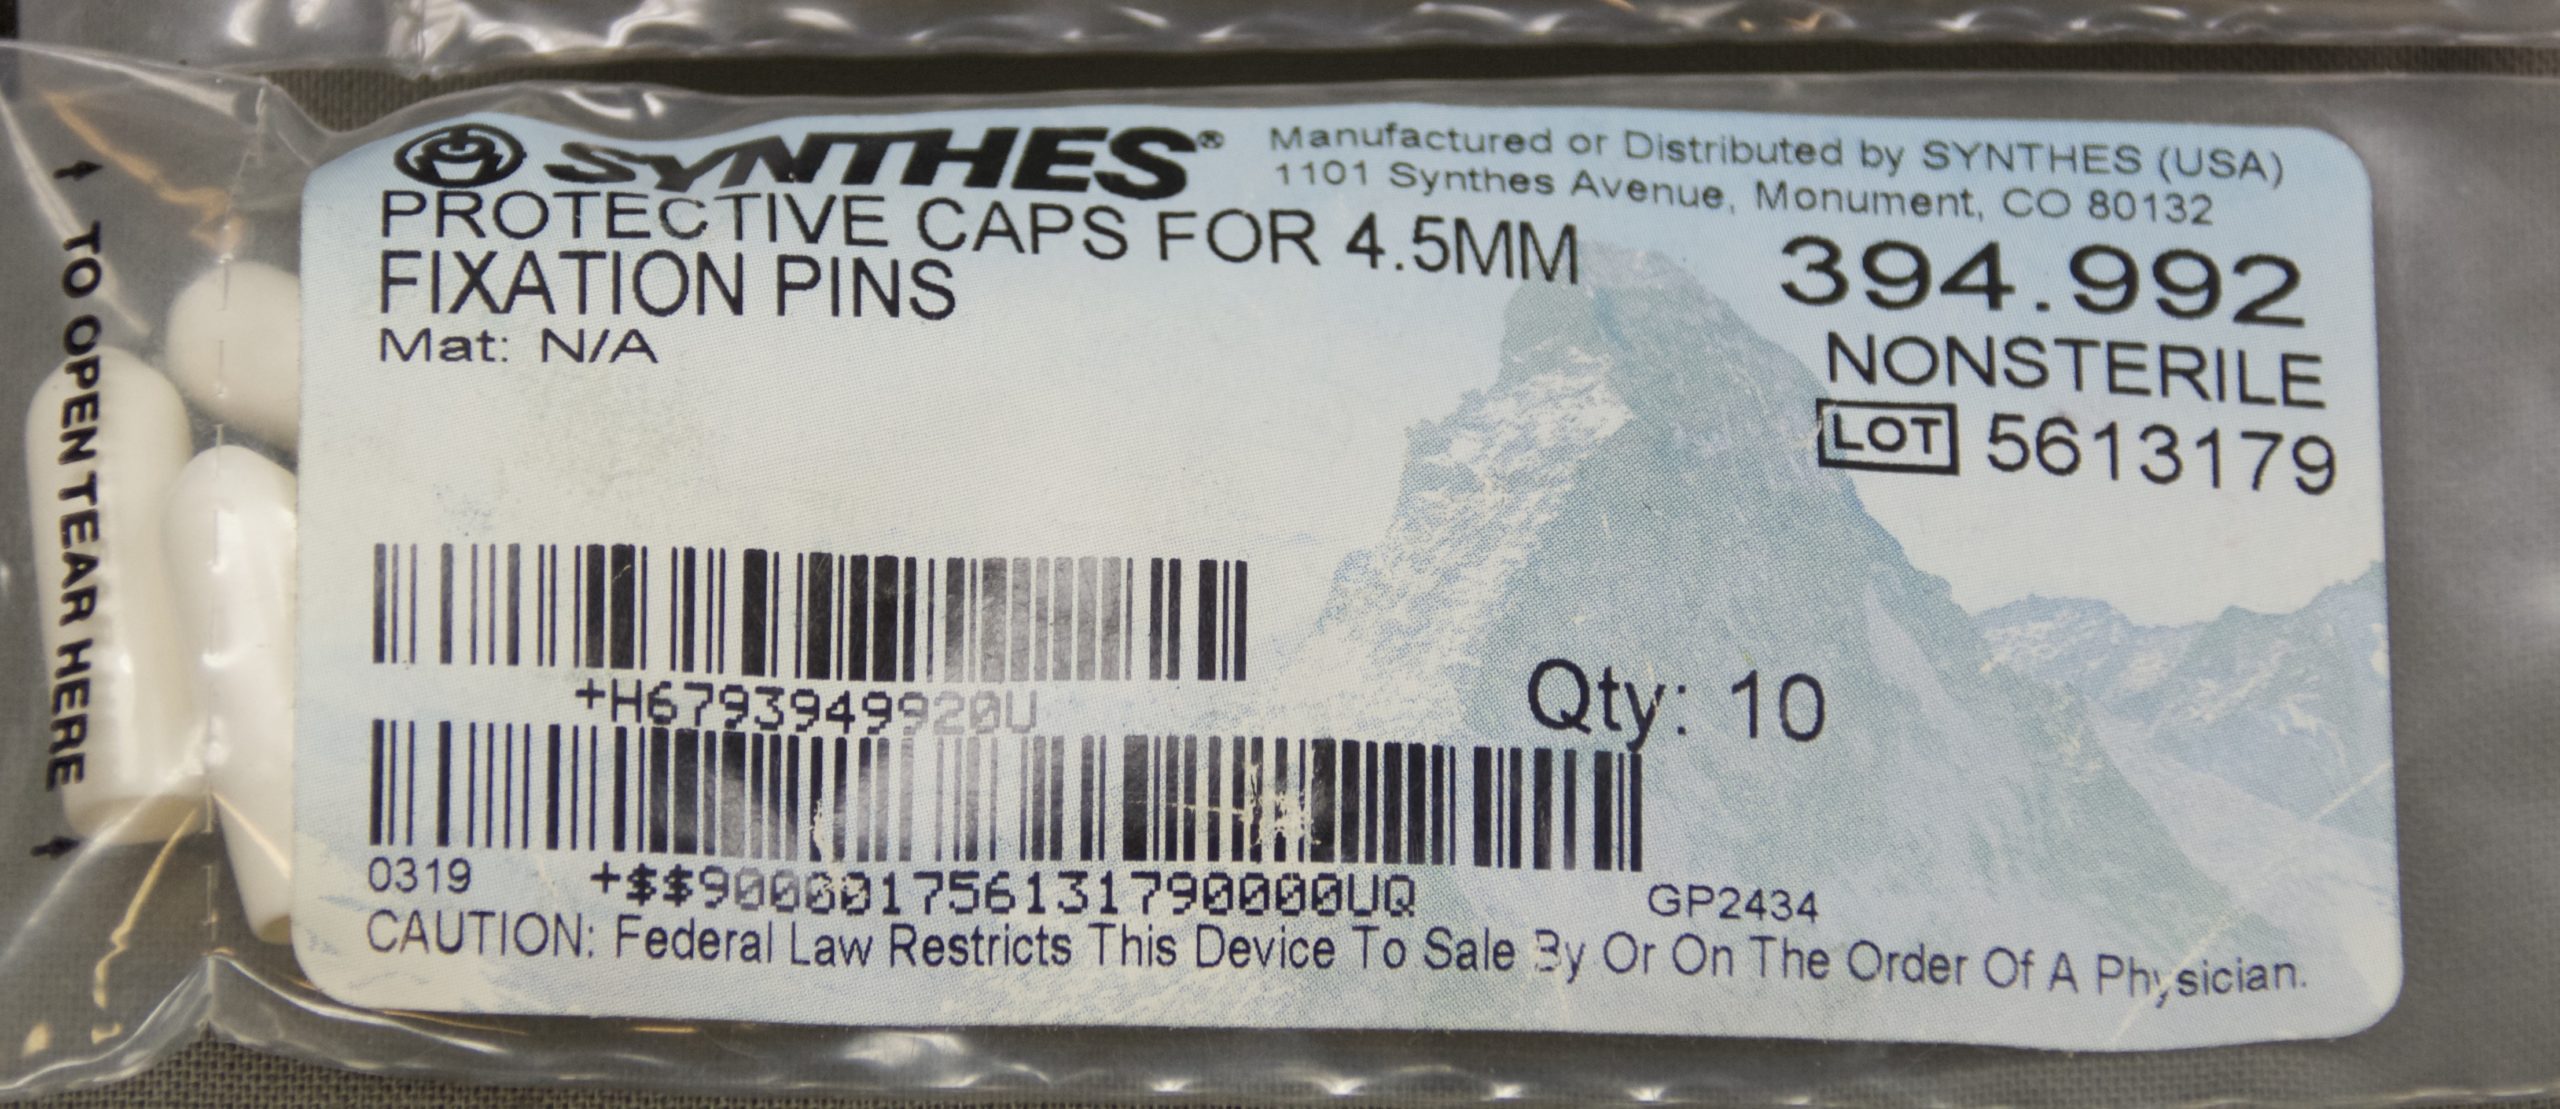 SYNTHES®
Manufactured or Distributed by SYNTHES (USA)
1101 Synthes Avenue, Monument, CO 80132
PROTECTIVE CAPS FOR 4.5MM
FIXATION PINS
Mat: N/A
394.992
NONSTERILE
LOT 5613179
+H6793949920U
Qty: 10
0319
+$$9000017561317900​00UQ
GP2434
CAUTION: Federal Law Restricts This Device To Sale By Or On The Order Of A Physician.
TO OPEN TEAR HERE